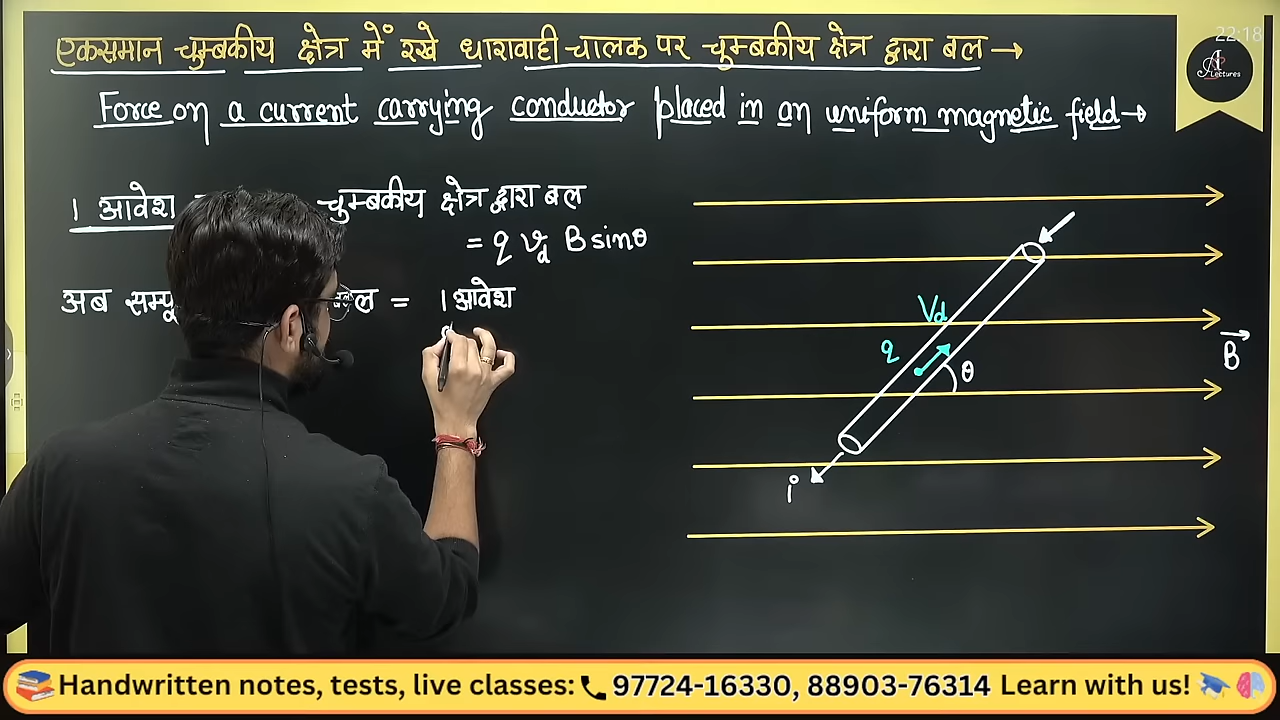 एकसमान चुम्बकीय क्षेत्र में रखे धारावाही चालक पर चुम्बकीय क्षेत्र द्वारा बल→
22:18
Lectures
Force on a current carrying conductor placed in an uniform magnetic field→
1 आवेश चुम्बकीय क्षेत्र द्वारा बल
= q vd B sinθ
अब बल = 1 आवेश
Vd
q
θ
B
i
Handwritten notes, tests, live classes: 97724-16330, 88903-76314 Learn with us!